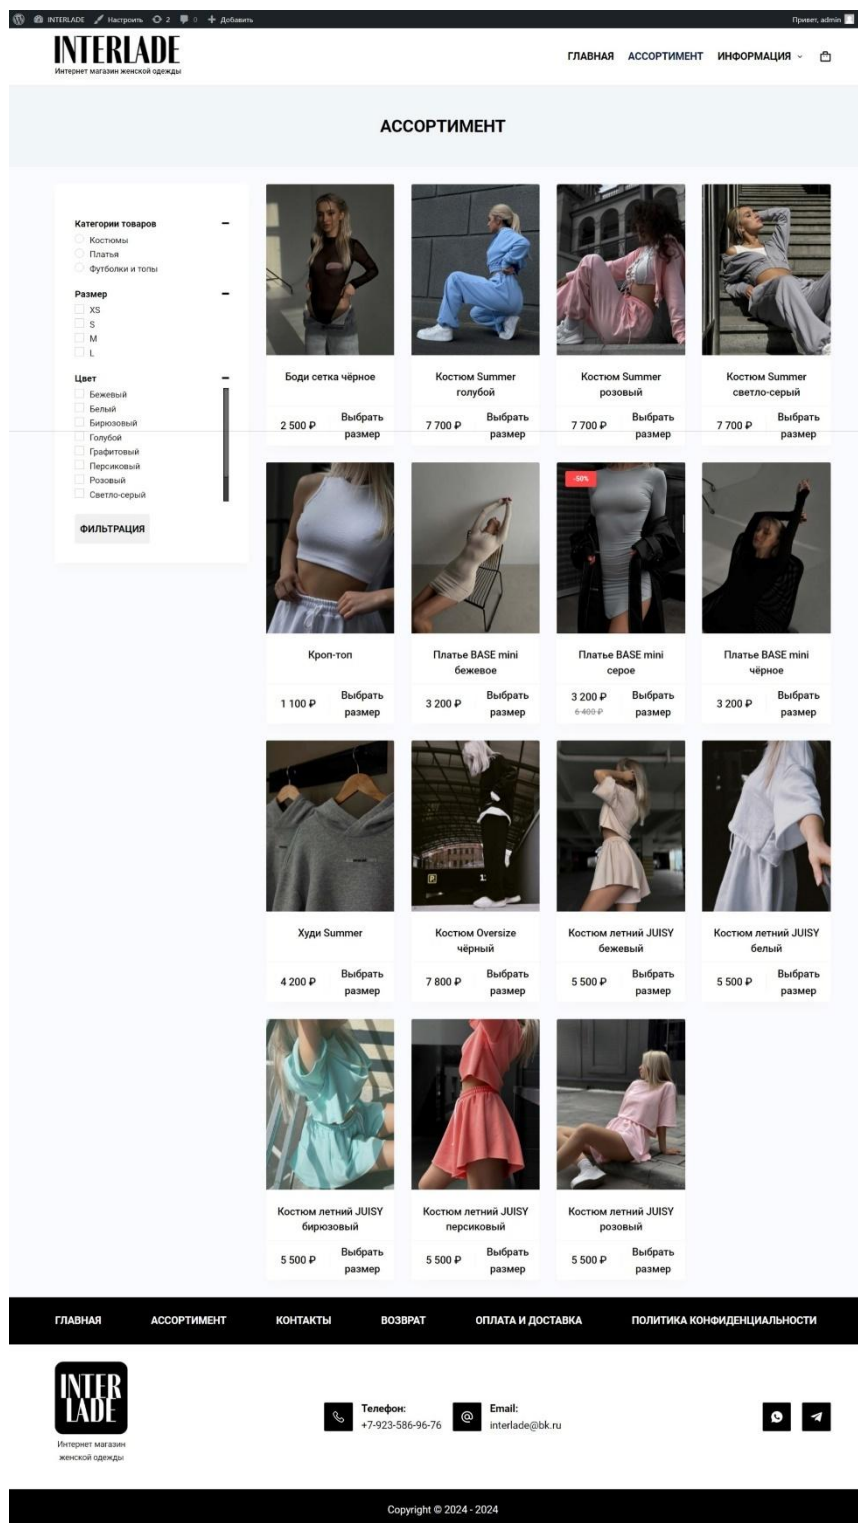 INTERLADE Настроить 2 0 Добавить Привет, admin
INTERLADE
Интернет магазин женской одежды
ГЛАВНАЯ АССОРТИМЕНТ ИНФОРМАЦИЯ
АССОРТИМЕНТ
Категории товаров
Костюмы
Платья
Футболки и топы
Размер
XS
S
M
L
Цвет
Бежевый
Белый
Бирюзовый
Голубой
Графитовый
Персиковый
Розовый
Светло-серый
ФИЛЬТРАЦИЯ
Боди сетка чёрное
2 500 ₽
Выбрать
размер
Костюм Summer
голубой
7 700 ₽
Выбрать
размер
Костюм Summer
розовый
7 700 ₽
Выбрать
размер
Костюм Summer
светло-серый
7 700 ₽
Выбрать
размер
Кроп-топ
1 100 ₽
Выбрать
размер
Платье BASE mini
бежевое
3 200 ₽
Выбрать
размер
-50%
Платье BASE mini
серое
3 200 ₽
6 400 ₽
Выбрать
размер
Платье BASE mini
чёрное
3 200 ₽
Выбрать
размер
Худи Summer
4 200 ₽
Выбрать
размер
P
Костюм Oversize
чёрный
7 800 ₽
Выбрать
размер
Костюм летний JUISY
бежевый
5 500 ₽
Выбрать
размер
Костюм летний JUISY
белый
5 500 ₽
Выбрать
размер
Костюм летний JUISY
бирюзовый
5 500 ₽
Выбрать
размер
Костюм летний JUISY
персиковый
5 500 ₽
Выбрать
размер
Костюм летний JUISY
розовый
5 500 ₽
Выбрать
размер
ГЛАВНАЯ АССОРТИМЕНТ КОНТАКТЫ ВОЗВРАТ ОПЛАТА И ДОСТАВКА ПОЛИТИКА КОНФИДЕНЦИАЛЬНОСТИ
INTER
LADE
Интернет магазин
женской одежды
Телефон:
+7-923-586-96-76
Email:
interlade@bk.ru
Copyright © 2024 - 2024